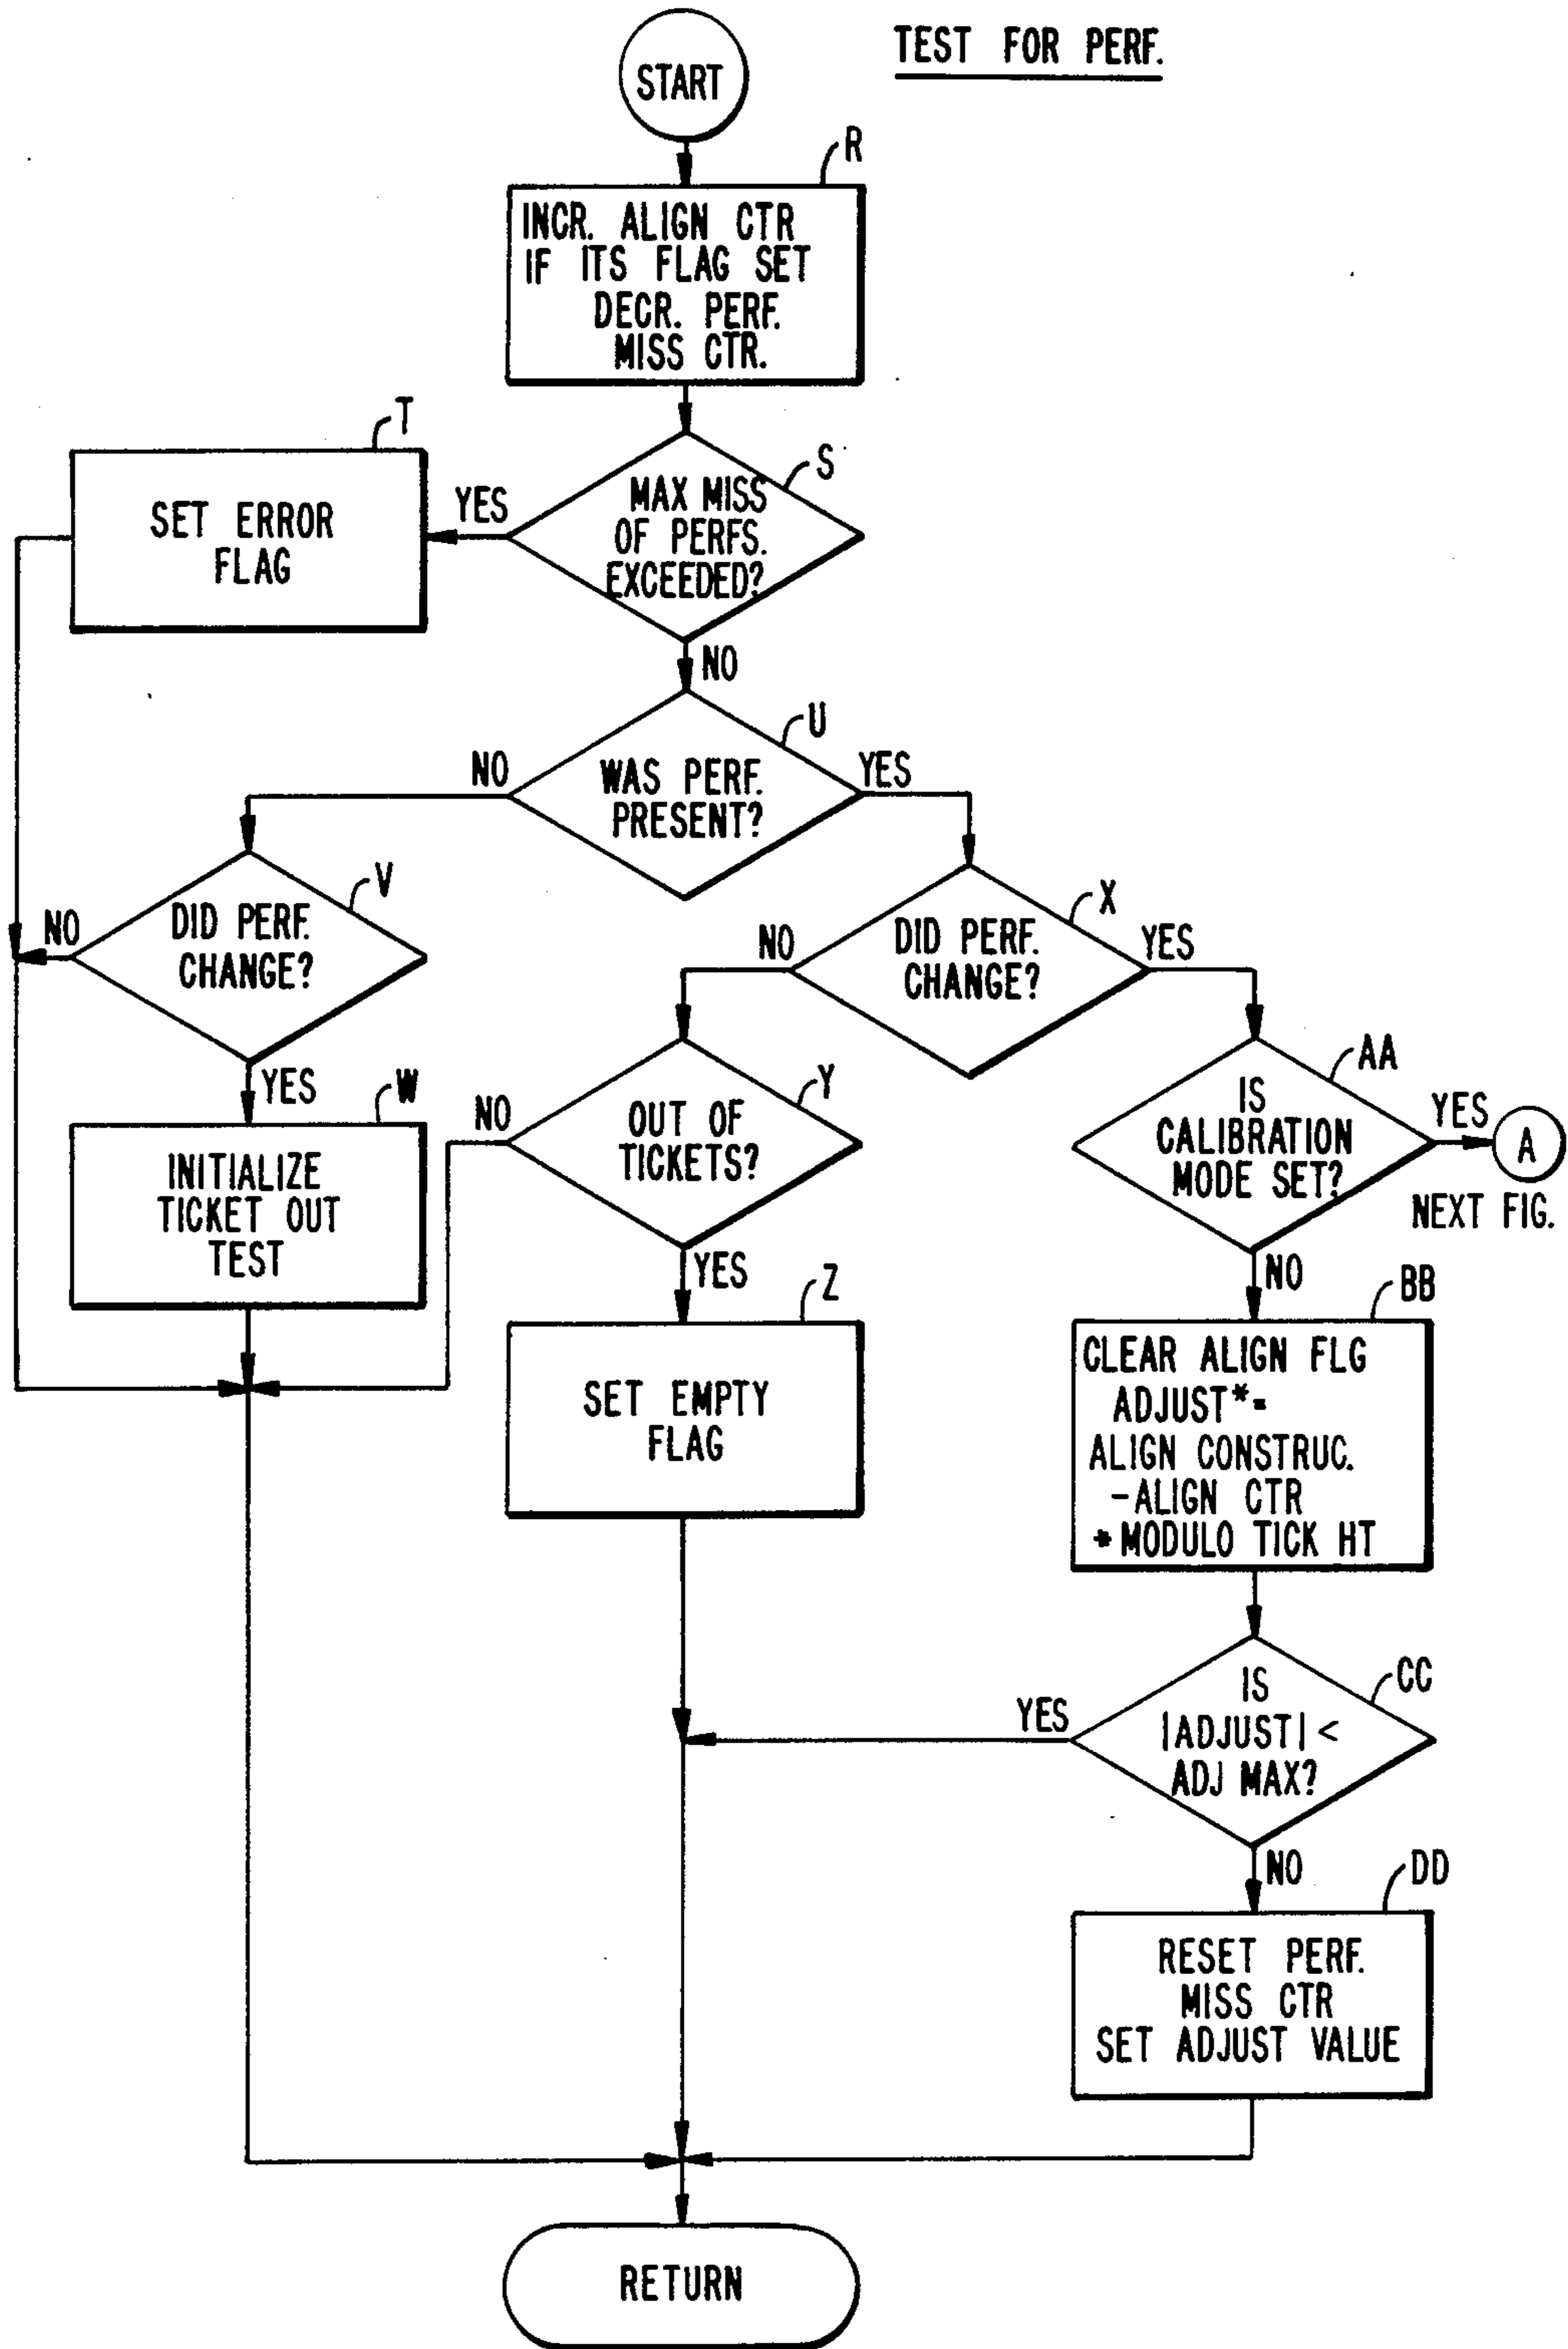 TEST FOR PERF.
START
R
INCR. ALIGN CTR
IF ITS FLAG SET
DECR. PERF.
MISS CTR.
T
SET ERROR
FLAG
YES
S
MAX MISS
OF PERFS.
EXCEEDED?
NO
U
NO
WAS PERF.
PRESENT?
YES
V
NO
DID PERF.
CHANGE?
YES
X
NO
DID PERF.
CHANGE?
YES
W
INITIALIZE
TICKET OUT
TEST
Y
NO
OUT OF
TICKETS?
YES
AA
IS
CALIBRATION
MODE SET?
YES
A
NEXT FIG.
NO
Z
SET EMPTY
FLAG
BB
CLEAR ALIGN FLG
ADJUST*=
ALIGN CONSTRUC.
-ALIGN CTR
*MODULO TICK HT
CC
YES
IS
|ADJUST| <
ADJ MAX?
NO
DD
RESET PERF.
MISS CTR
SET ADJUST VALUE
RETURN